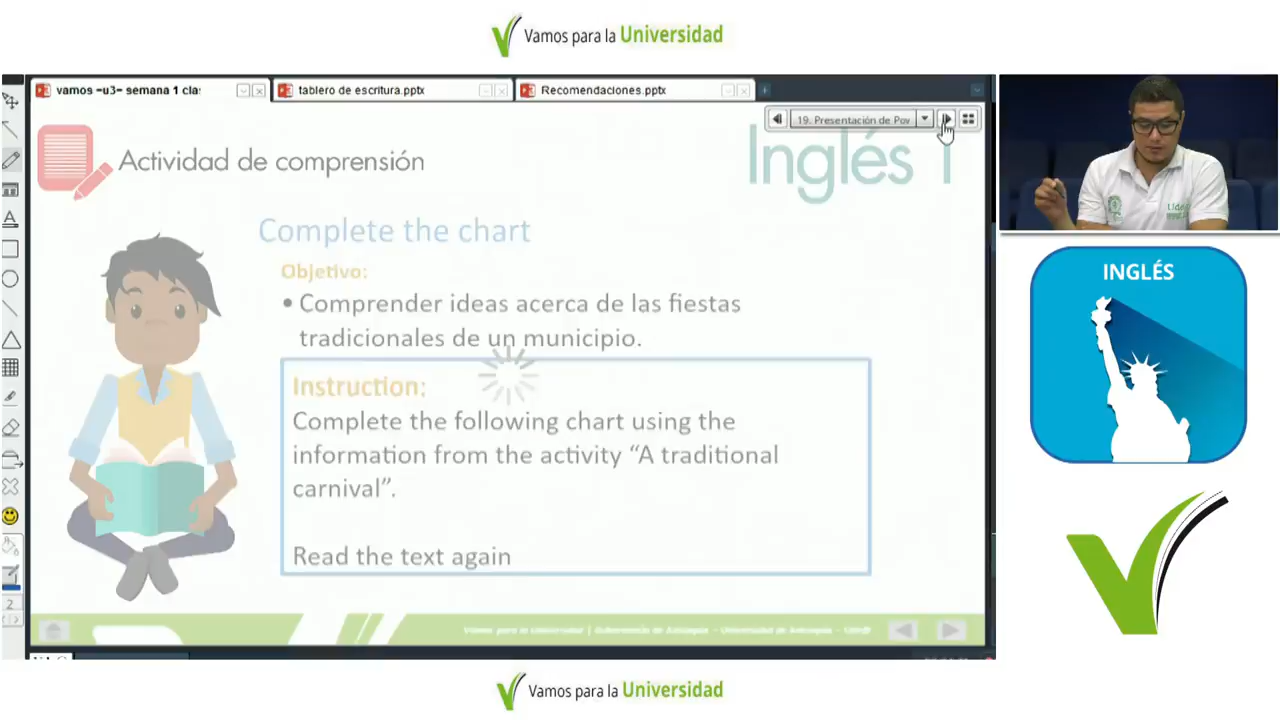 Vamos para la Universidad
vamos =u3= semana 1 cla:
tablero de escritura.pptx
Recomendaciones.pptx
19. Presentación de Pov
Actividad de comprensión
Inglés 1
Complete the chart
Objetivo:
• Comprender ideas acerca de las fiestas
tradicionales de un municipio.
Instruction:
Complete the following chart using the
information from the activity “A traditional
carnival”.
Read the text again
INGLÉS
2
Vamos para la Universidad